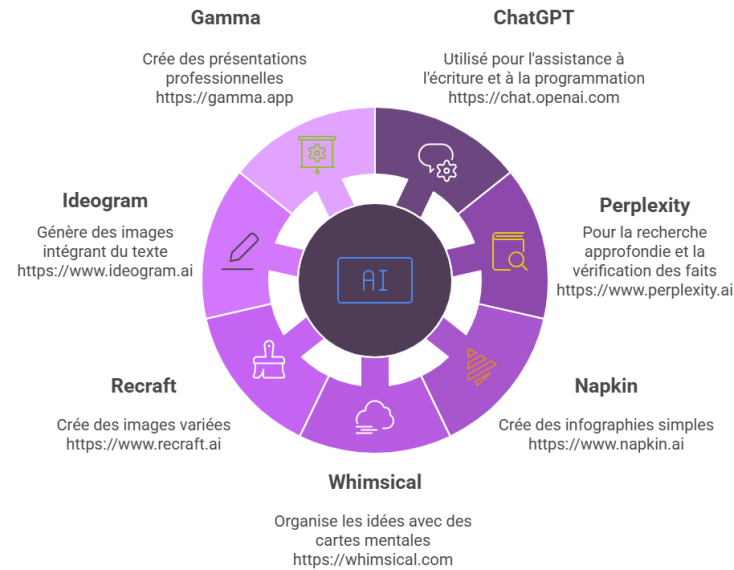 Gamma
Crée des présentations
professionnelles
https://gamma.app
ChatGPT
Utilisé pour l'assistance à
l'écriture et à la programmation
https://chat.openai.com
Ideogram
Génère des images
intégrant du texte
https://www.ideogram.ai
Perplexity
Pour la recherche
approfondie et la
vérification des faits
https://www.perplexity.ai
AI
Recraft
Crée des images variées
https://www.recraft.ai
Napkin
Crée des infographies simples
https://www.napkin.ai
Whimsical
Organise les idées avec des
cartes mentales
https://whimsical.com